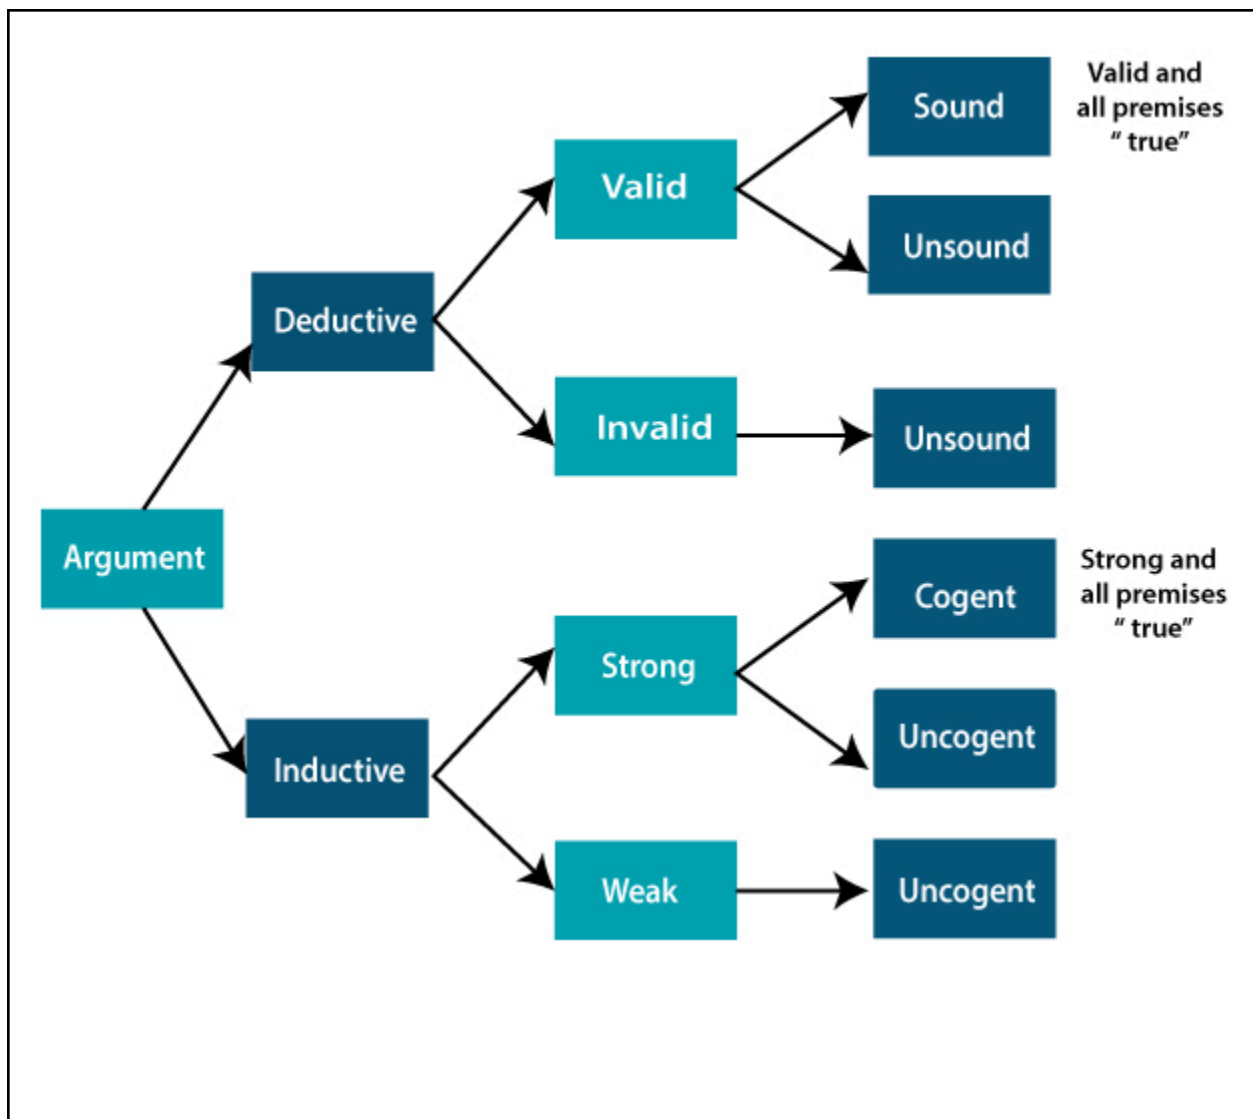 Sound
Valid and
all premises
“ true”
Valid
Unsound
Deductive
Invalid
Unsound
Argument
Cogent
Strong and
all premises
“ true”
Strong
Uncogent
Inductive
Weak
Uncogent